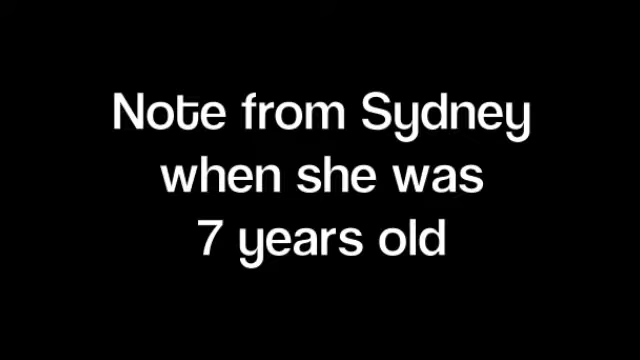 Note from Sydney
when she was
7 years old